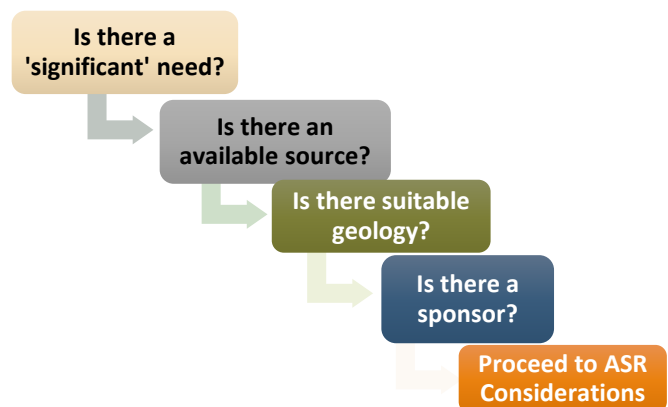 Is there a
'significant' need?
Is there an
available source?
Is there suitable
geology?
Is there a
sponsor?
Proceed to ASR
Considerations